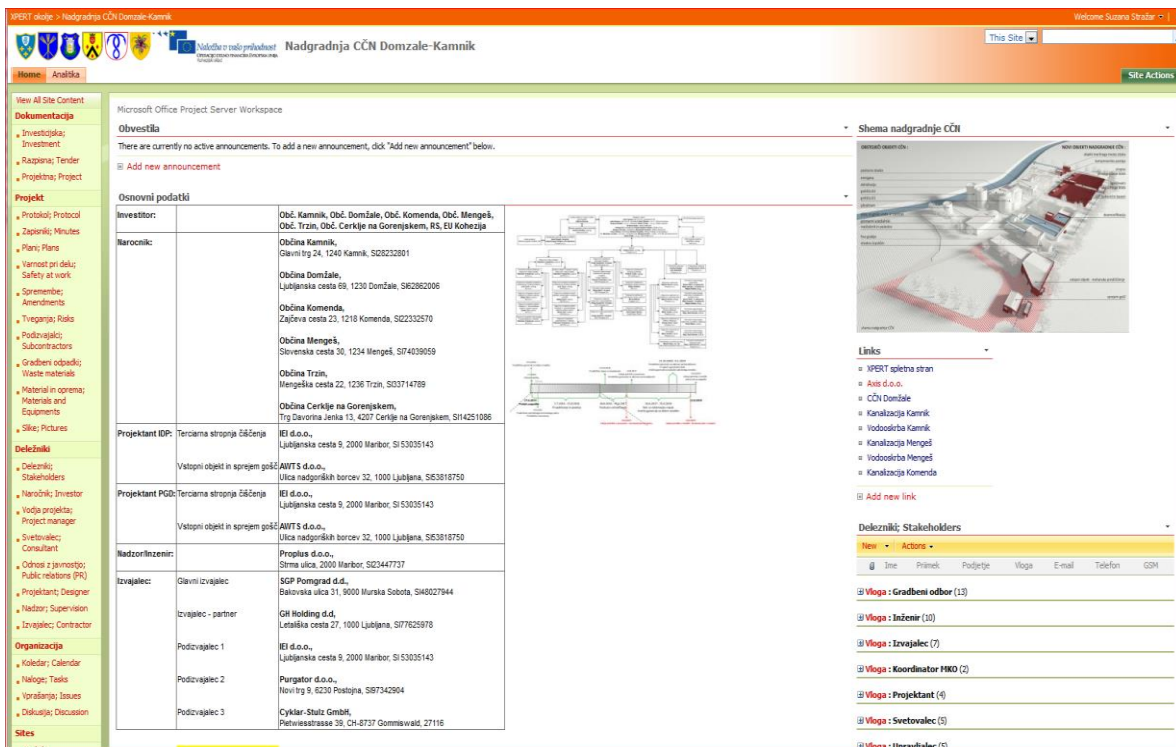 XPERT okolje > Nadgradnja CČN Domzale-Kamnik
Welcome Suzana Stražar
Naložba v vašo prihodnost
Nadgradnja CČN Domzale-Kamnik
This Site
Home
Analitika
Site Actions
View All Site Content
Dokumentacija
Investicijska;
Investment
Razpisna; Tender
Projektna; Project
Projekt
Protokol; Protocol
Zapisniki; Minutes
Plani; Plans
Varnost pri delu;
Safety at work
Spremembe;
Amendments
Tveganja; Risks
Podizvajalci;
Subcontractors
Gradbeni odpadki;
Waste materials
Material in oprema;
Materials and
Equipments
Slike; Pictures
Deležniki
Delezniki;
Stakeholders
Naročnik; Investor
Vodja projekta;
Project manager
Svetovalec;
Consultant
Odnosi z javnostjo;
Public relations (PR)
Projektant; Designer
Nadzor; Supervision
Izvajalec; Contractor
Organizacija
Koledar; Calendar
Naloge; Tasks
Vprašanja; Issues
Diskusija; Discussion
Sites
Microsoft Office Project Server Workspace
Obvestila
There are currently no active announcements. To add a new announcement, click "Add new announcement" below.
Add new announcement
Osnovni podatki
Investitor:
Obč. Kamnik, Obč. Domžale, Obč. Komenda, Obč. Mengeš,
Obč. Trzin, Obč. Cerklje na Gorenjskem, RS, EU Kohezija
Narocnik:
Občina Kamnik,
Glavni trg 24, 1240 Kamnik, SI28232801
Občina Domžale,
Ljubljanska cesta 69, 1230 Domžale, SI62862006
Občina Komenda,
Zajčeva cesta 23, 1218 Komenda, SI22332570
Občina Mengeš,
Slovenska cesta 30, 1234 Mengeš, SI74039059
Občina Trzin,
Mengeška cesta 22, 1236 Trzin, SI33714789
Občina Cerklje na Gorenjskem,
Trg Davorina Jenka 13, 4207 Cerklje na Gorenjskem, SI14251086
Projektant IDP: Terciarna stropnja čiščenja IEI d.o.o.,
Ljubljanska cesta 9, 2000 Maribor, SI 53035143
Vstopni objekt in sprejem gošč AWTS d.o.o.,
Ulica nadgoriških borcev 32, 1000 Ljubljana, SI53818750
Projektant PGD: Terciarna stropnja čiščenja IEI d.o.o.,
Ljubljanska cesta 9, 2000 Maribor, SI 53035143
Vstopni objekt in sprejem gošč AWTS d.o.o.,
Ulica nadgoriških borcev 32, 1000 Ljubljana, SI53818750
Nadzor/Inzenir: Proplus d.o.o.,
Strma ulica, 2000 Maribor, SI23447737
Izvajalec: Glavni izvajalec SGP Pomgrad d.d.,
Bakovska ulica 31, 9000 Murska Sobota, SI48027944
Izvajalec - partner GH Holding d.d,
Letališka cesta 27, 1000 Ljubljana, SI77625978
Podizvajalec 1 IEI d.o.o.,
Ljubljanska cesta 9, 2000 Maribor, SI 53035143
Podizvajalec 2 Purgator d.o.o.,
Novi trg 9, 6230 Postojna, SI97342904
Podizvajalec 3 Cyklar-Stulz GmbH,
Rietwiesstrasse 39, CH-8737 Gommiswald, 27116
Shema nadgradnje CČN
Links
XPERT spletna stran
Axis d.o.o.
CČN Domžale
Kanalizacija Kamnik
Vodooskrba Kamnik
Kanalizacija Mengeš
Vodooskrba Mengeš
Kanalizacija Komenda
Add new link
Delezniki; Stakeholders
New Actions
Ime Priimek Podjetje Vloga E-mail Telefon GSM
Vloga : Gradbeni odbor (13)
Vloga : Inženir (10)
Vloga : Izvajalec (7)
Vloga : Koordinator MKO (2)
Vloga : Projektant (4)
Vloga : Svetovalec (5)
Vloga : Upravljalec (5)